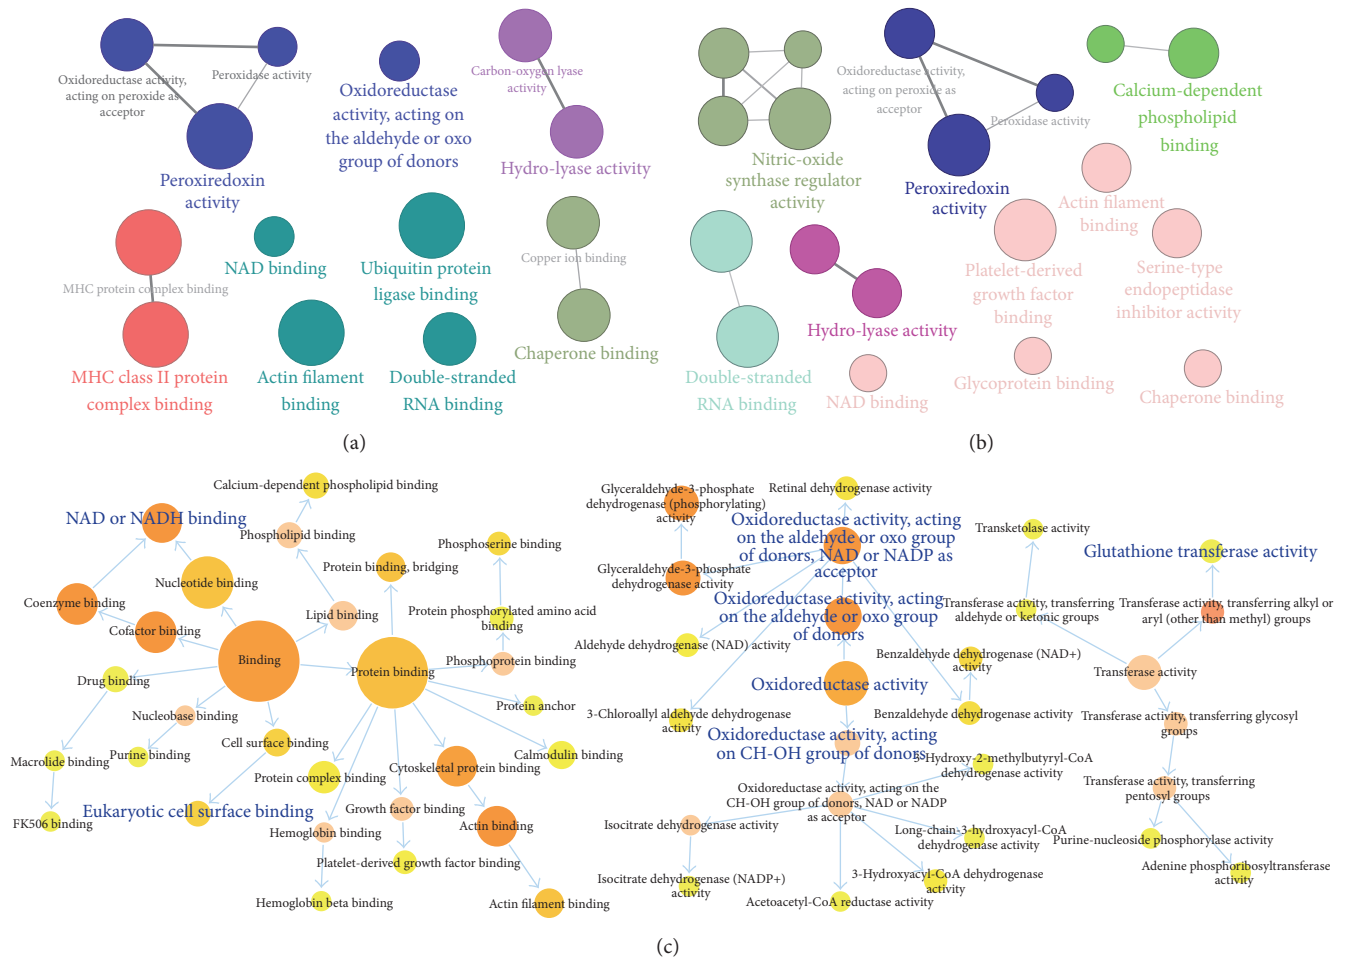 Oxidoreductase activity,
acting on peroxide as
acceptor
Peroxidase activity
Peroxiredoxin
activity
Oxidoreductase
activity, acting on
the aldehyde or oxo
group of donors
Carbon-oxygen lyase
activity
Hydro-lyase activity
MHC protein complex binding
MHC class II protein
complex binding
NAD binding
Ubiquitin protein
ligase binding
Actin filament
binding
Double-stranded
RNA binding
Copper ion binding
Chaperone binding
(a)
Nitric-oxide
synthase regulator
activity
Oxidoreductase activity,
acting on peroxide as
acceptor
Peroxidase activity
Peroxiredoxin
activity
Calcium-dependent
phospholipid
binding
Actin filament
binding
Platelet-derived
growth factor
binding
Serine-type
endopeptidase
inhibitor activity
Double-stranded
RNA binding
Hydro-lyase activity
NAD binding
Glycoprotein binding
Chaperone binding
(b)
Calcium-dependent phospholipid binding
NAD or NADH binding
Phospholipid binding
Phosphoserine binding
Protein binding, bridging
Nucleotide binding
Coenzyme binding
Lipid binding
Protein phosphorylated amino acid
binding
Cofactor binding
Binding
Protein binding
Phosphoprotein binding
Drug binding
Nucleobase binding
Protein anchor
Cell surface binding
Macrolide binding
Purine binding
Protein complex binding
Cytoskeletal protein binding
Calmodulin binding
Eukaryotic cell surface binding
FK506 binding
Growth factor binding
Hemoglobin binding
Actin binding
Platelet-derived growth factor binding
Hemoglobin beta binding
Actin filament binding
Glyceraldehyde-3-phosphate
dehydrogenase (phosphorylating)
activity
Retinal dehydrogenase activity
Oxidoreductase activity, acting
on the aldehyde or oxo group
of donors, NAD or NADP as
acceptor
Glyceraldehyde-3-phosphate
dehydrogenase activity
Oxidoreductase activity, acting
on the aldehyde or oxo group
of donors
Aldehyde dehydrogenase (NAD) activity
Benzaldehyde dehydrogenase (NAD+)
activity
Oxidoreductase activity
3-Chloroallyl aldehyde dehydrogenase
activity
Benzaldehyde dehydrogenase activity
Oxidoreductase activity, acting
on CH-OH group of donors
3-Hydroxy-2-methylbutyryl-CoA
dehydrogenase activity
Oxidoreductase activity, acting on the
CH-OH group of donors, NAD or NADP
as acceptor
Isocitrate dehydrogenase activity
Long-chain-3-hydroxyacyl-CoA
dehydrogenase activity
Isocitrate dehydrogenase (NADP+)
activity
3-Hydroxyacyl-CoA dehydrogenase
activity
Acetoacetyl-CoA reductase activity
Transketolase activity
Glutathione transferase activity
Transferase activity, transferring
aldehyde or ketonic groups
Transferase activity, transferring alkyl or
aryl (other than methyl) groups
Transferase activity
Transferase activity, transferring glycosyl
groups
Transferase activity, transferring
pentosyl groups
Purine-nucleoside phosphorylase activity
Adenine phosphoribosyltransferase
activity
(c)